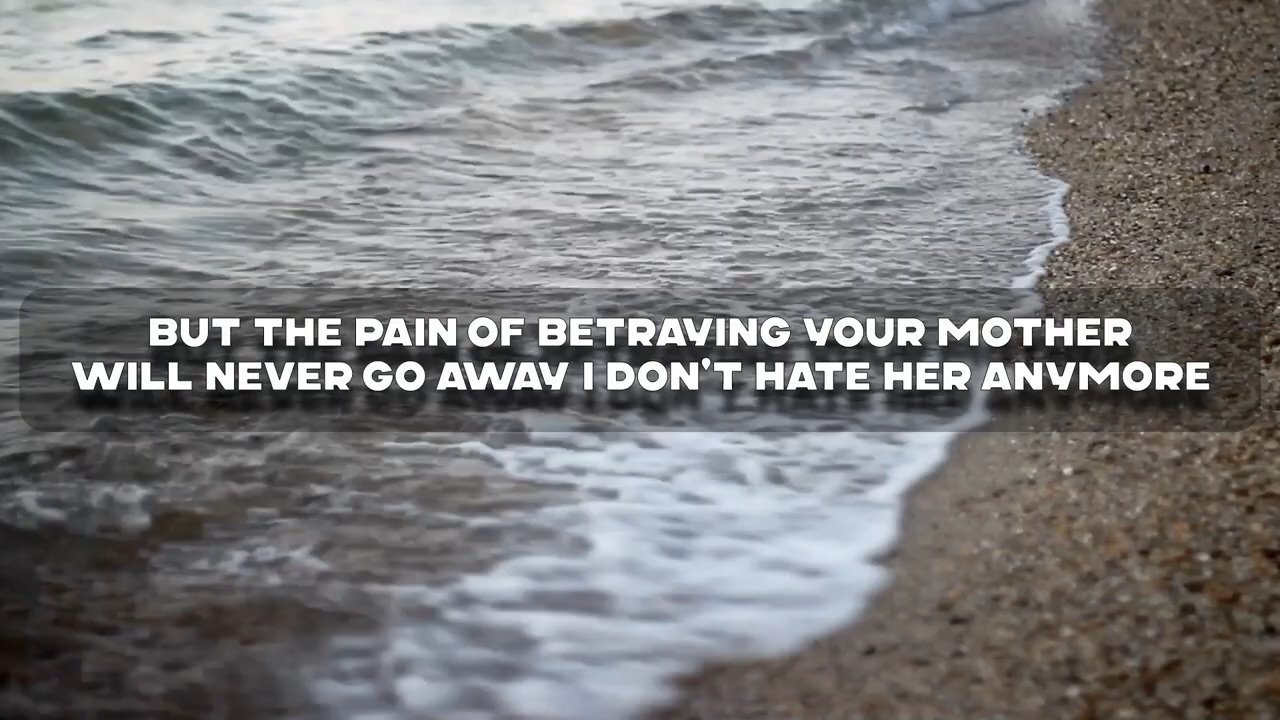 BUT THE PAIN OF BETRAYING YOUR MOTHER
WILL NEVER GO AWAY I DON'T HATE HER ANYMORE